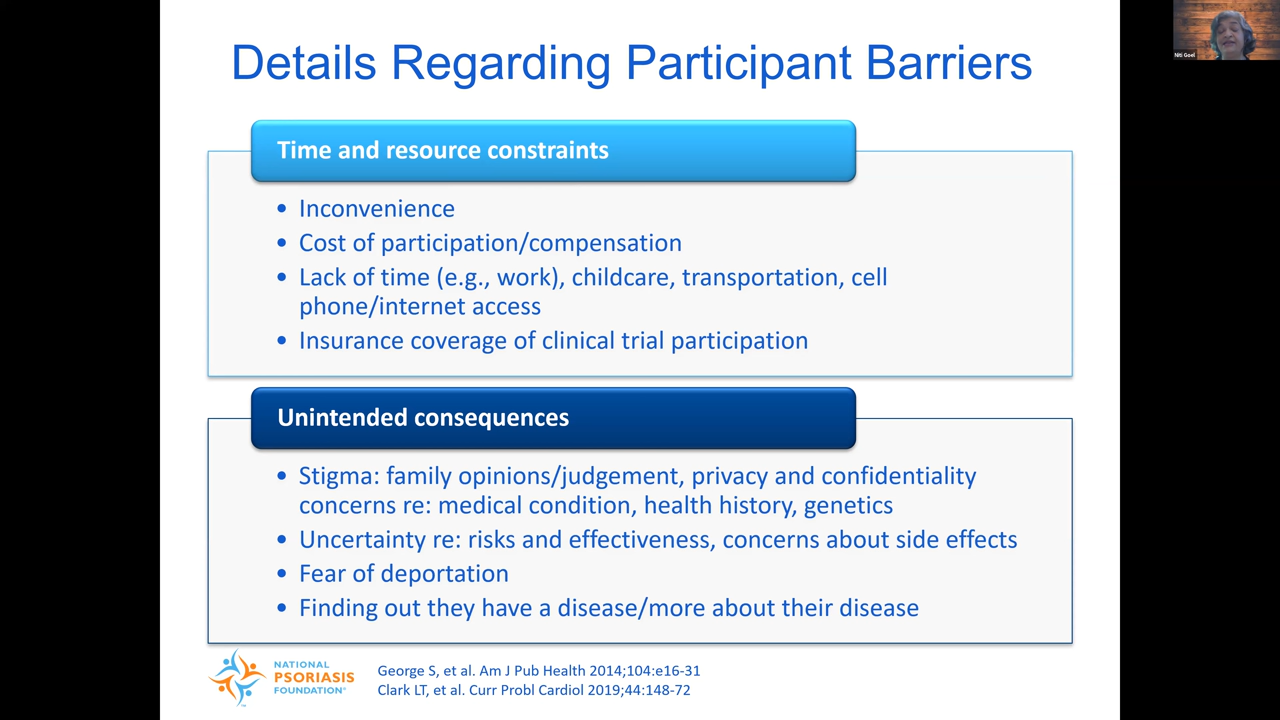 Details Regarding Participant Barriers
Niti Goel
Time and resource constraints
• Inconvenience
• Cost of participation/compensation
• Lack of time (e.g., work), childcare, transportation, cell
phone/internet access
• Insurance coverage of clinical trial participation
Unintended consequences
• Stigma: family opinions/judgement, privacy and confidentiality
concerns re: medical condition, health history, genetics
• Uncertainty re: risks and effectiveness, concerns about side effects
• Fear of deportation
• Finding out they have a disease/more about their disease
NATIONAL
PSORIASIS
FOUNDATION®
™
George S, et al. Am J Pub Health 2014;104:e16-31
Clark LT, et al. Curr Probl Cardiol 2019;44:148-72